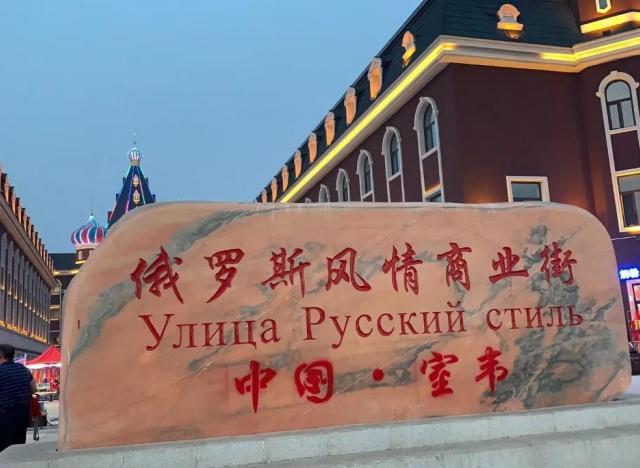 俄罗斯风情商业街
Улица Русский стиль
中国·室韦